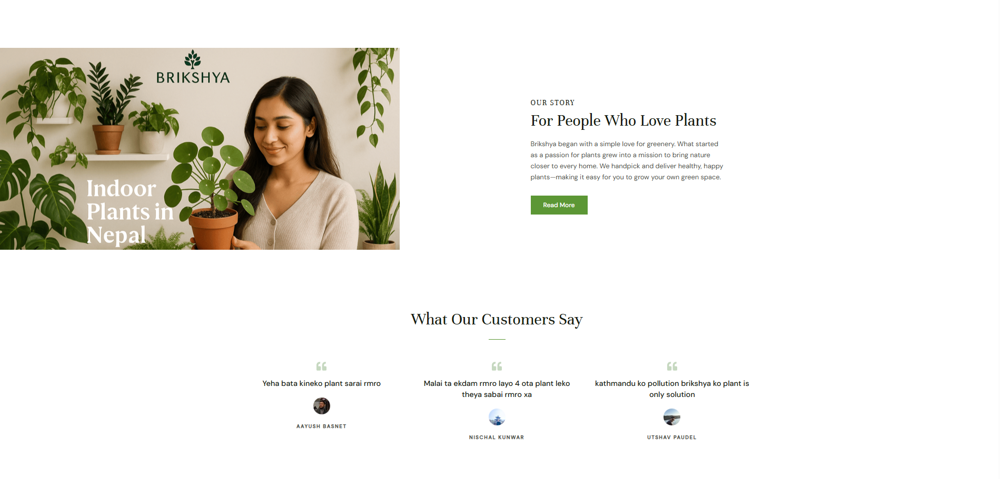 BRIKSHYA
Indoor
Plants in
Nepal
OUR STORY
For People Who Love Plants
Brikshya began with a simple love for greenery. What started
as a passion for plants grew into a mission to bring nature
closer to every home. We handpick and deliver healthy, happy
plants—making it easy for you to grow your own green space.
Read More
What Our Customers Say
Yeha bata kineko plant sarai rmro
AAYUSH BASNET
Malai ta ekdam rmro layo 4 ota plant leko
theya sabai rmro xa
NISCHAL KUNWAR
kathmandu ko pollution brikshya ko plant is
only solution
UTSHAV PAUDEL